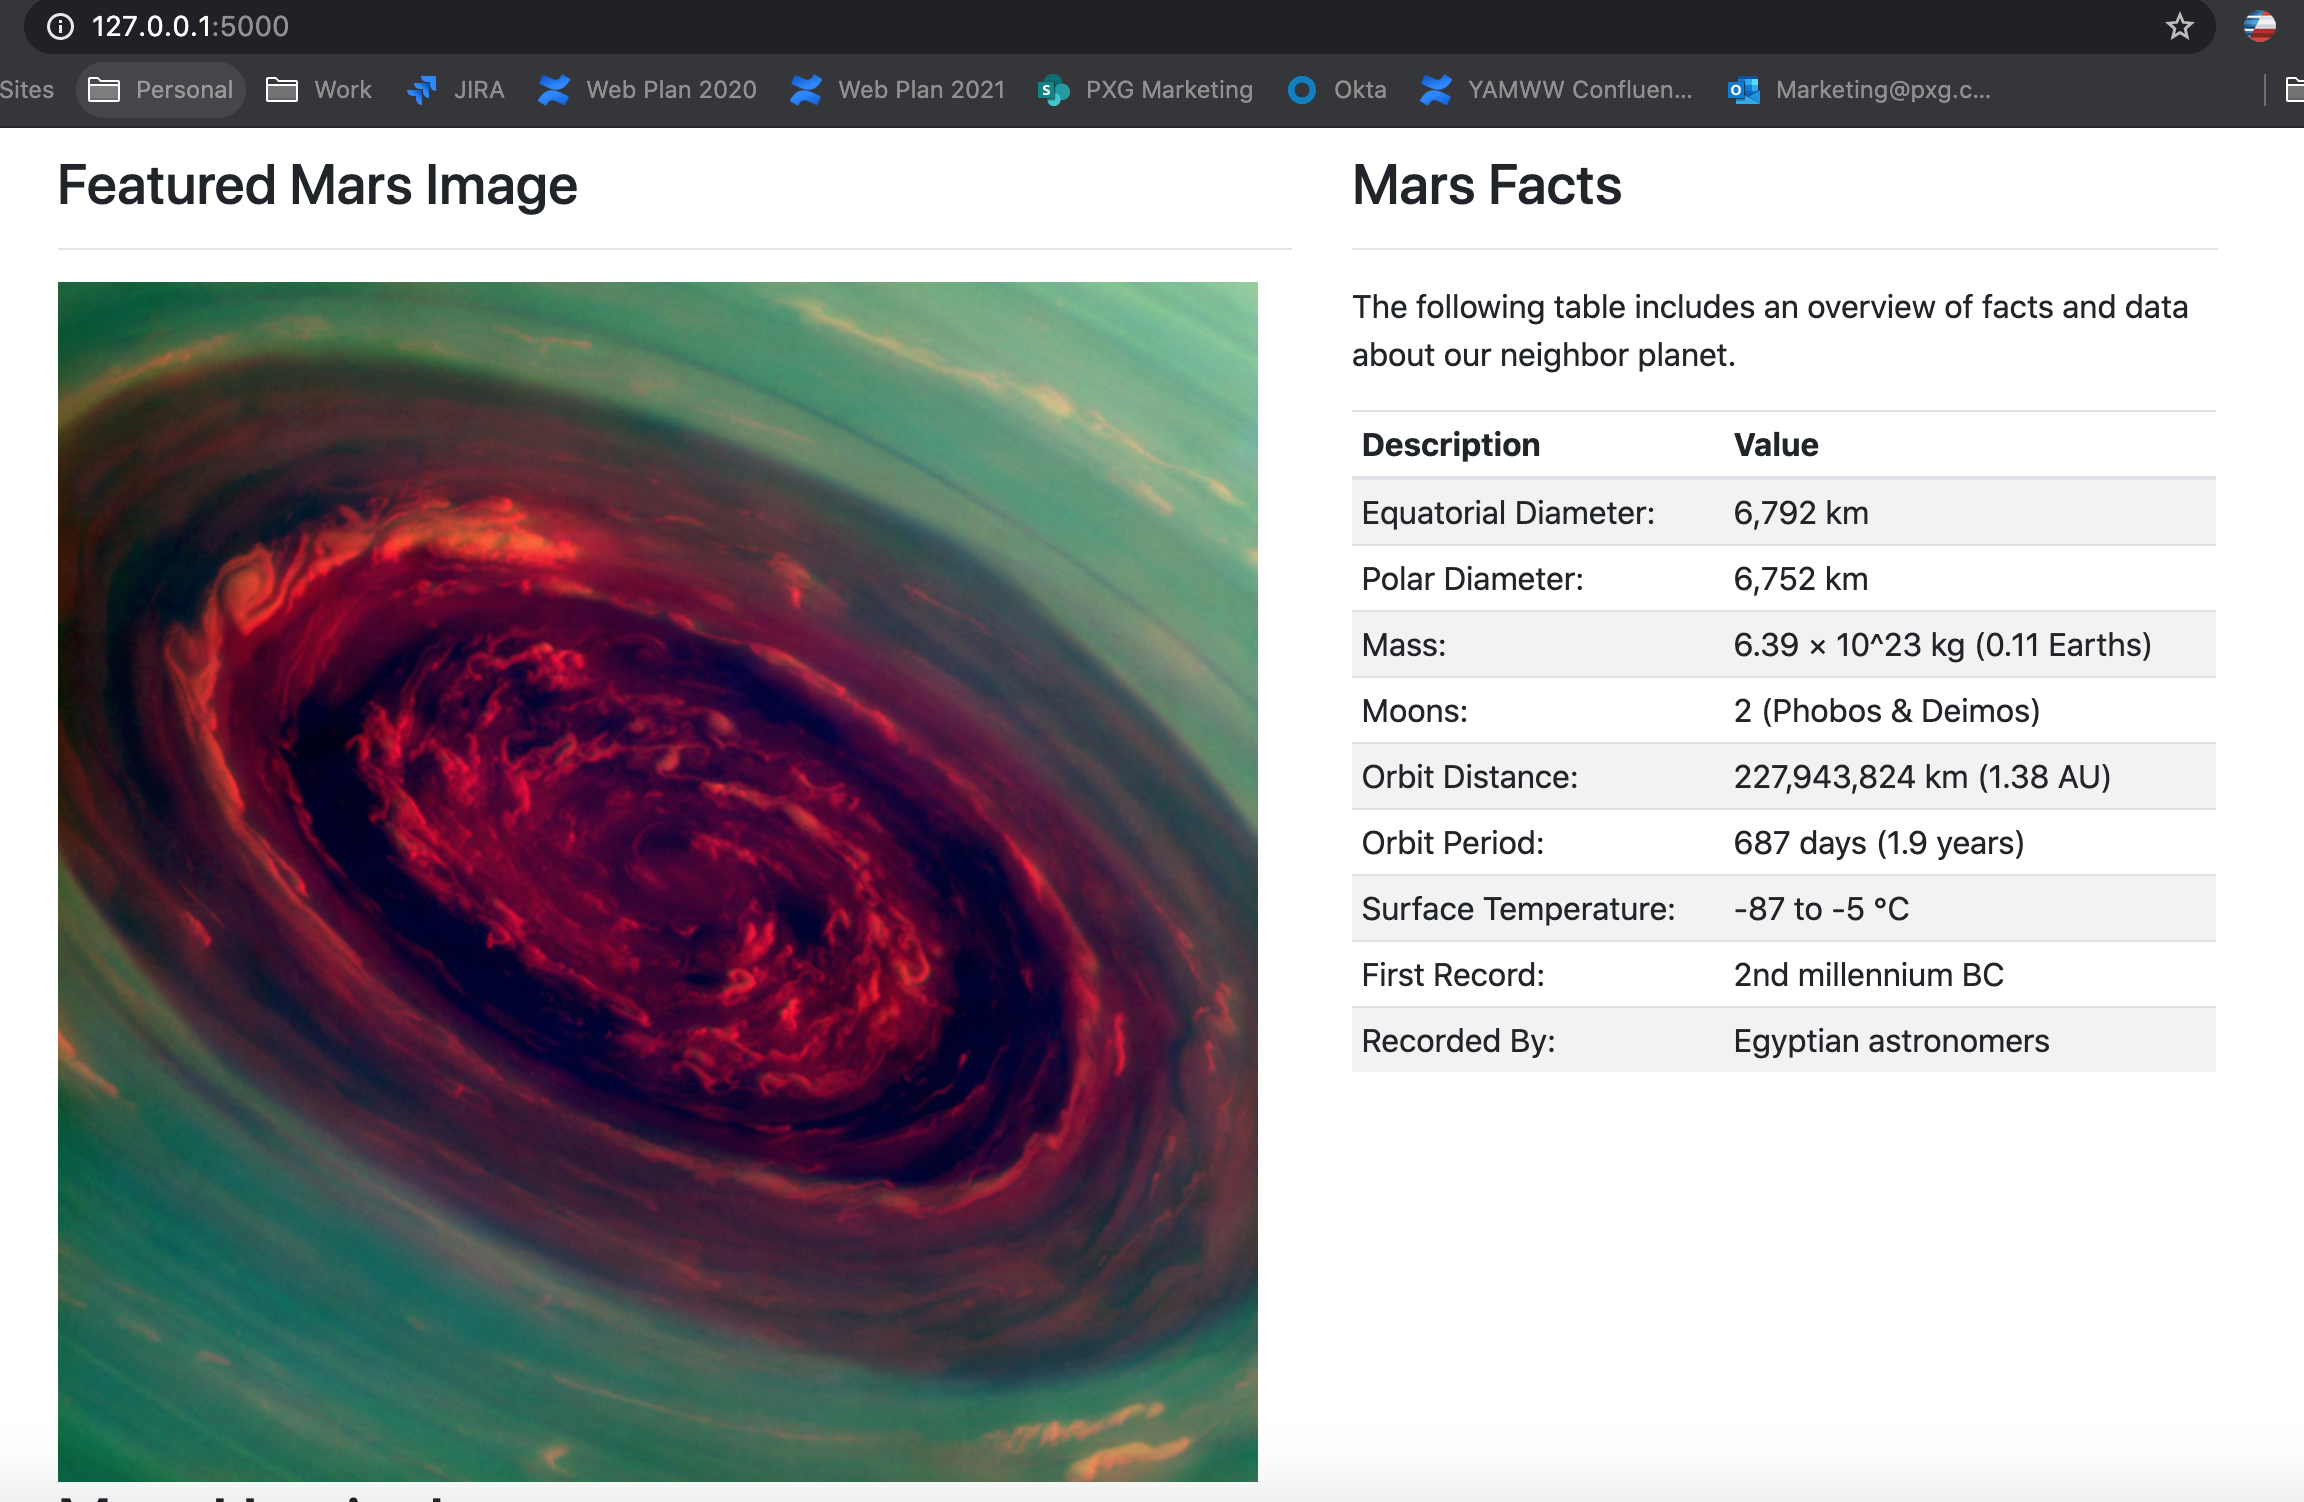 127.0.0.1:5000
Sites Personal Work JIRA Web Plan 2020 Web Plan 2021 PXG Marketing Okta YAMWW Confluen... Marketing@pxg.c...
Featured Mars Image
Mars Facts
The following table includes an overview of facts and data
about our neighbor planet.
Description Value
Equatorial Diameter: 6,792 km
Polar Diameter: 6,752 km
Mass: 6.39 × 10^23 kg (0.11 Earths)
Moons: 2 (Phobos & Deimos)
Orbit Distance: 227,943,824 km (1.38 AU)
Orbit Period: 687 days (1.9 years)
Surface Temperature: -87 to -5 °C
First Record: 2nd millennium BC
Recorded By: Egyptian astronomers